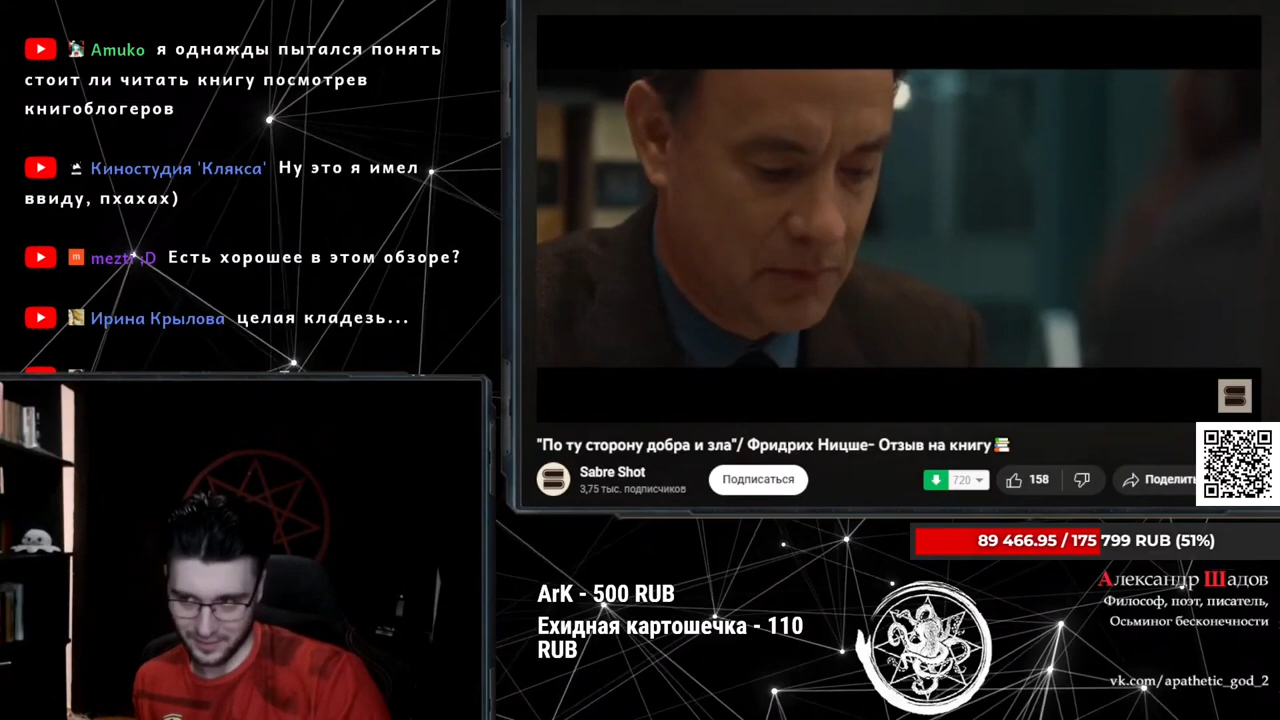 Amuko я однажды пытался понять
стоит ли читать книгу посмотрев
книгоблогеров
Киностудия 'Клякса' Ну это я имел
ввиду, пхахах)
meztr ;D Есть хорошее в этом обзоре?
Ирина Крылова целая кладезь...
"По ту сторону добра и зла"/ Фридрих Ницше- Отзыв на книгу
Sabre Shot
3,75 тыс. подписчиков
Подписаться
720
158
Поделить
89 466.95 / 175 799 RUB (51%)
ArK - 500 RUB
Ехидная картошечка - 110
RUB
Александр Шадов
Философ, поэт, писатель,
Осьминог бесконечности
vk.com/apathetic_god_2